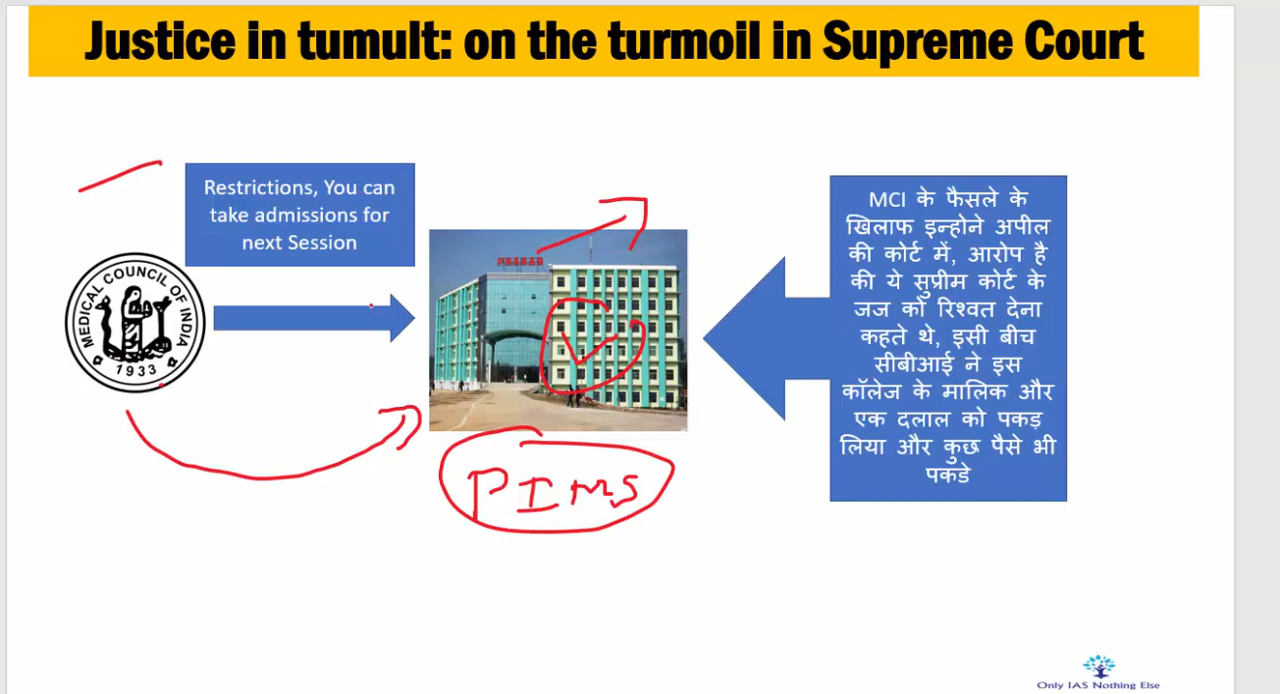 Justice in tumult: on the turmoil in Supreme Court
Restrictions, You can
take admissions for
next Session
MEDICAL COUNCIL OF INDIA
1933
PIMS
MCI के फैसले के
खिलाफ इन्होने अपील
की कोर्ट में, आरोप है
की ये सुप्रीम कोर्ट के
जज को रिश्वत देना
कहते थे, इसी बीच
सीबीआई ने इस
कॉलेज के मालिक और
एक दलाल को पकड़
लिया और कुछ पैसे भी
पकडे
Only IAS Nothing Else